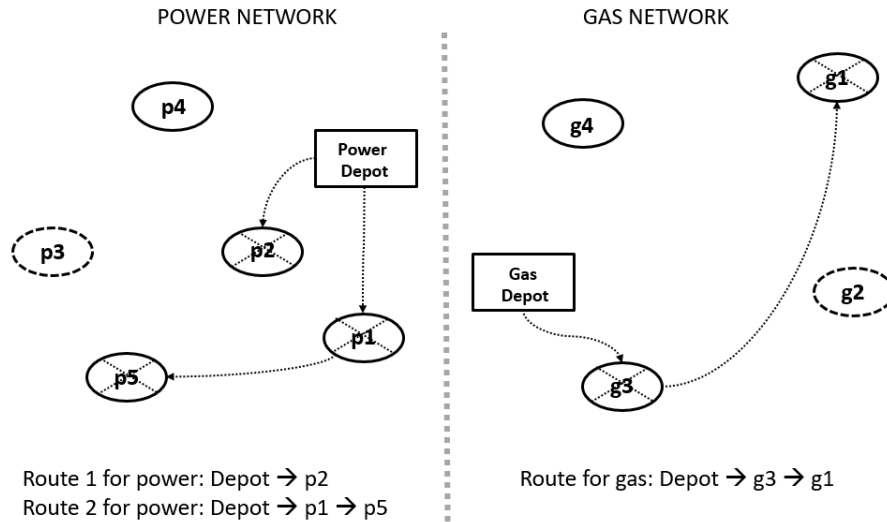 POWER NETWORK
GAS NETWORK
p4
Power
Depot
p3
p2
p1
p5
g1
g4
Gas
Depot
g2
g3
Route 1 for power: Depot → p2
Route 2 for power: Depot → p1 → p5
Route for gas: Depot → g3 → g1